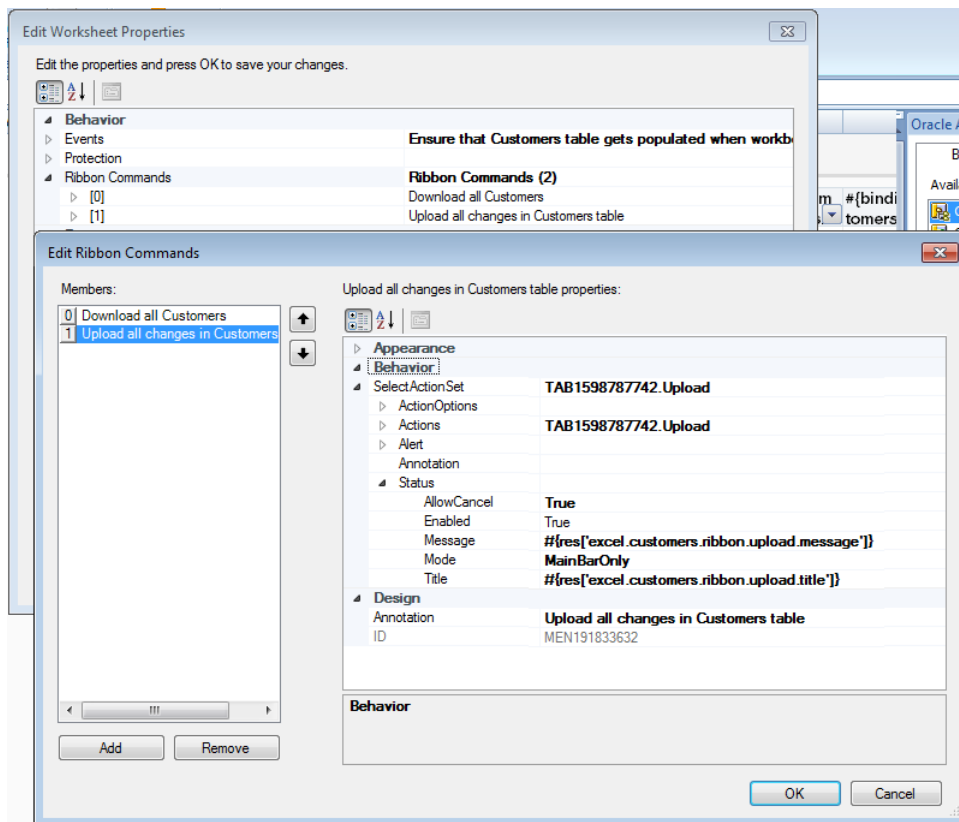 Edit Worksheet Properties
Edit the properties and press OK to save your changes.
Behavior
Events Ensure that Customers table gets populated when workb
Protection
Ribbon Commands Ribbon Commands (2)
[0] Download all Customers
[1] Upload all changes in Customers table
Oracle A
B
Avail
m #{bindi
s. tomers
Edit Ribbon Commands
Members:
0 Download all Customers
1 Upload all changes in Customers
Add Remove
Upload all changes in Customers table properties:
Appearance
Behavior
SelectActionSet TAB1598787742.Upload
ActionOptions
Actions TAB1598787742.Upload
Alert
Annotation
Status
AllowCancel True
Enabled True
Message #{res['excel.customers.ribbon.upload.message']}
Mode MainBarOnly
Title #{res['excel.customers.ribbon.upload.title']}
Design
Annotation Upload all changes in Customers table
ID MEN191833632
Behavior
OK Cancel